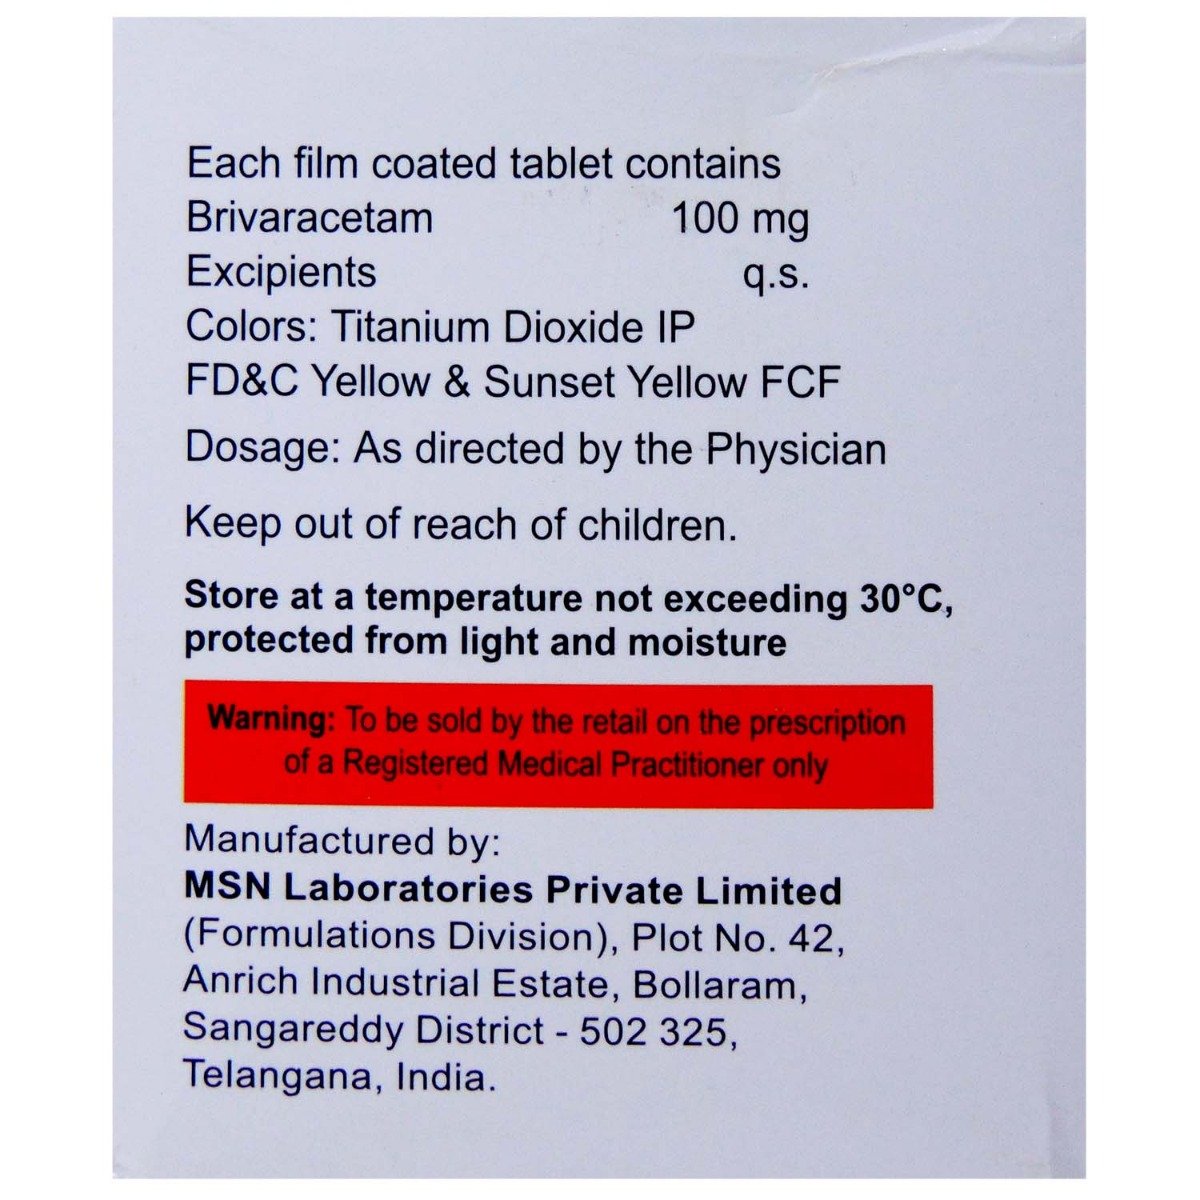 Each film coated tablet contains
Brivaracetam 100 mg
Excipients q.s.
Colors: Titanium Dioxide IP
FD&C Yellow & Sunset Yellow FCF
Dosage: As directed by the Physician
Keep out of reach of children.
Store at a temperature not exceeding 30°C,
protected from light and moisture
Warning: To be sold by the retail on the prescription
of a Registered Medical Practitioner only
Manufactured by:
MSN Laboratories Private Limited
(Formulations Division), Plot No. 42,
Anrich Industrial Estate, Bollaram,
Sangareddy District - 502 325,
Telangana, India.